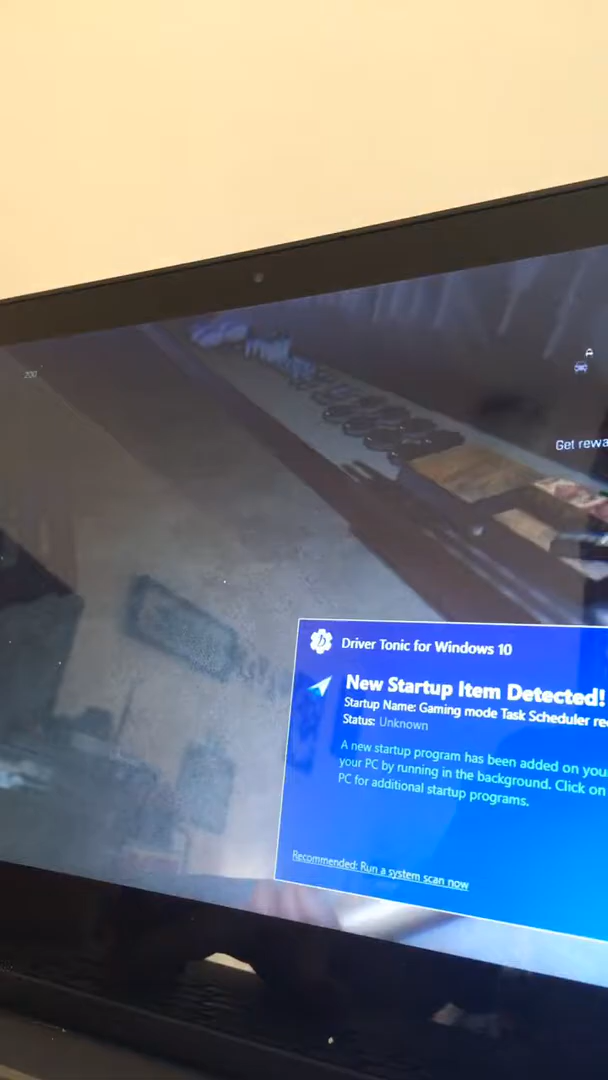 200
Get rewa
Driver Tonic for Windows 10
New Startup Item Detected!
Startup Name: Gaming mode Task Scheduler re
Status: Unknown
A new startup program has been added on you
your PC by running in the background. Click on
PC for additional startup programs.
Recommended: Run a system scan now